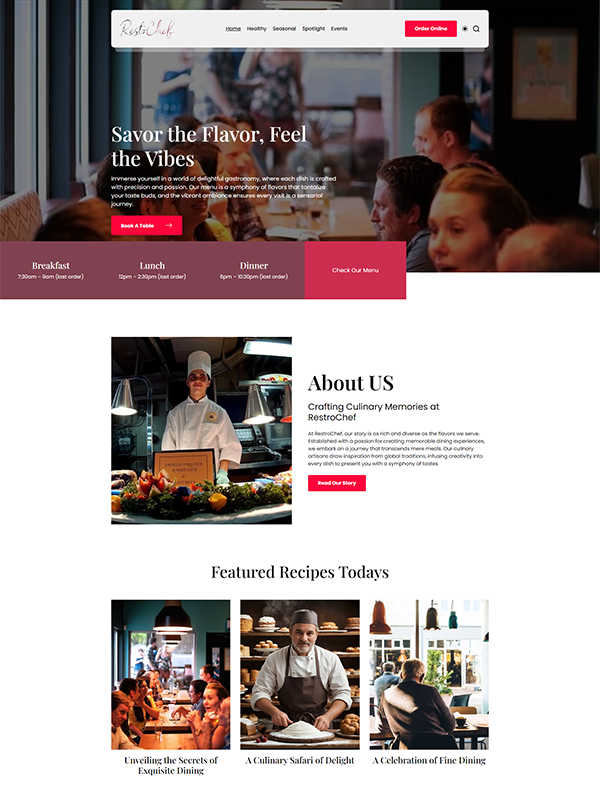 RestroChef
Home Healthy Seasonal Spotlight Events
Order Online
Savor the Flavor, Feel
the Vibes
Immerse yourself in a world of delightful gastronomy, where each dish is crafted
with precision and passion. Our menu is a symphony of flavors that tantalize
your taste buds, and the vibrant ambiance ensures every visit is a sensorial
journey.
Book A Table
Breakfast
7:30am – 9am (last order)
Lunch
12pm – 2:30pm (last order)
Dinner
6pm – 10:30pm (last order)
Check Our Menu
About US
Crafting Culinary Memories at
RestroChef
At RestroChef, our story is as rich and diverse as the flavors we serve.
Established with a passion for creating memorable dining experiences,
we embark on a journey that transcends mere meals. Our culinary
artisans draw inspiration from global traditions, infusing creativity into
every dish to present you with a symphony of tastes.
Read Our Story
Featured Recipes Todays
Unveiling the Secrets of
Exquisite Dining
A Culinary Safari of Delight
A Celebration of Fine Dining